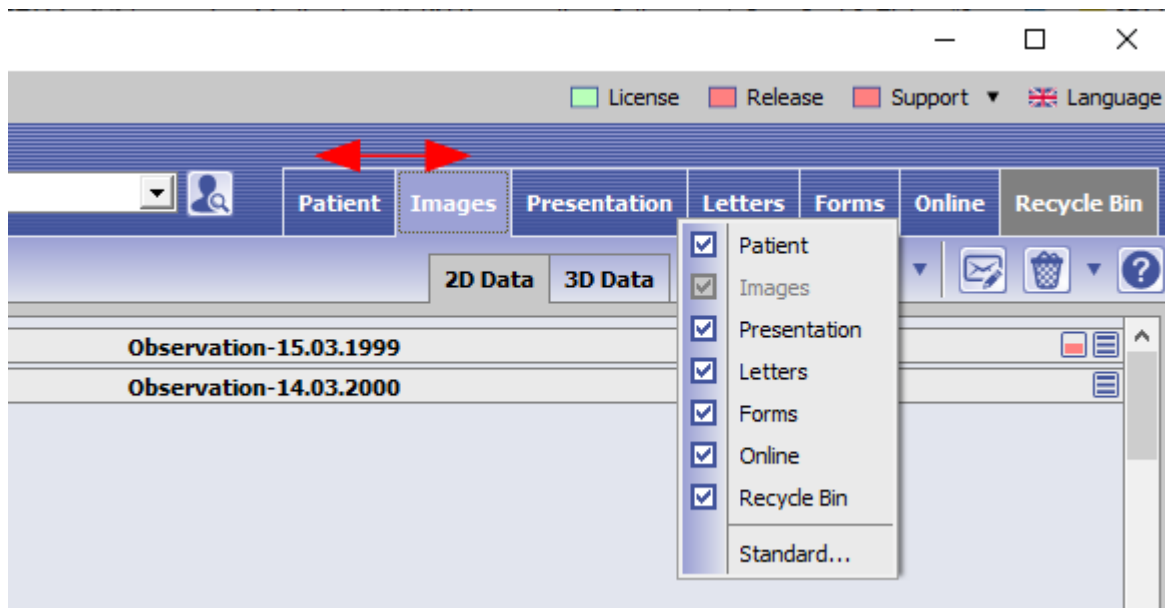 License Release Support Language
Patient Images Presentation Letters Forms Online Recycle Bin
2D Data 3D Data
Observation-15.03.1999
Observation-14.03.2000
Patient
Images
Presentation
Letters
Forms
Online
Recycle Bin
Standard...